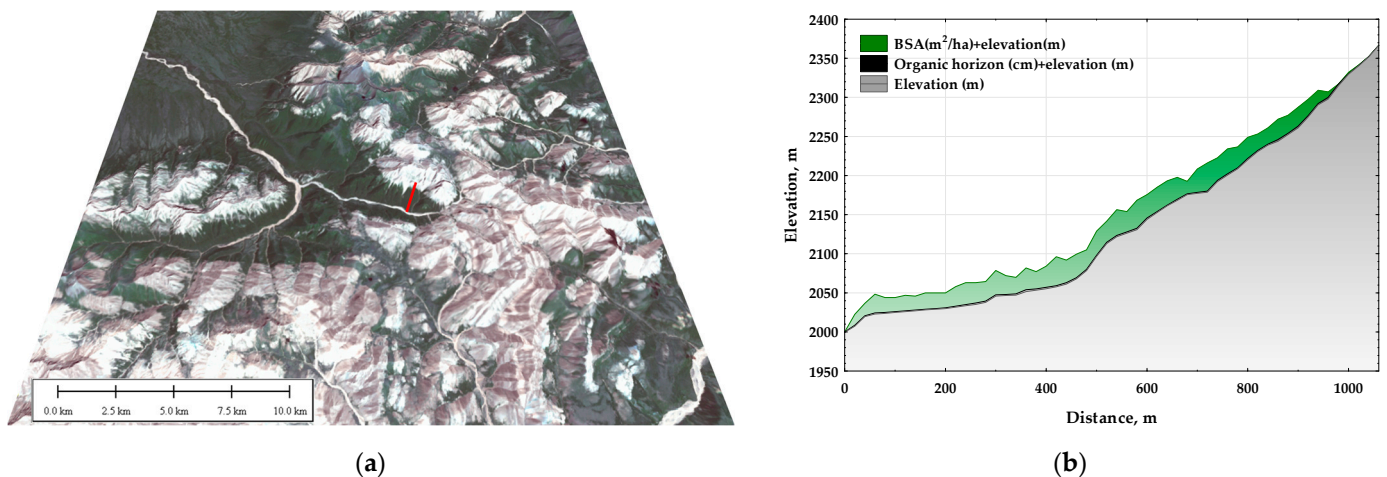 0.0 km 2.5 km 5.0 km 7.5 km 10.0 km
(a)
2400
2350
2300
2250
2200
2150
2100
2050
2000
1950
Elevation, m
BSA(m²/ha)+elevation(m)
Organic horizon (cm)+elevation (m)
Elevation (m)
0 200 400 600 800 1000
Distance, m
(b)